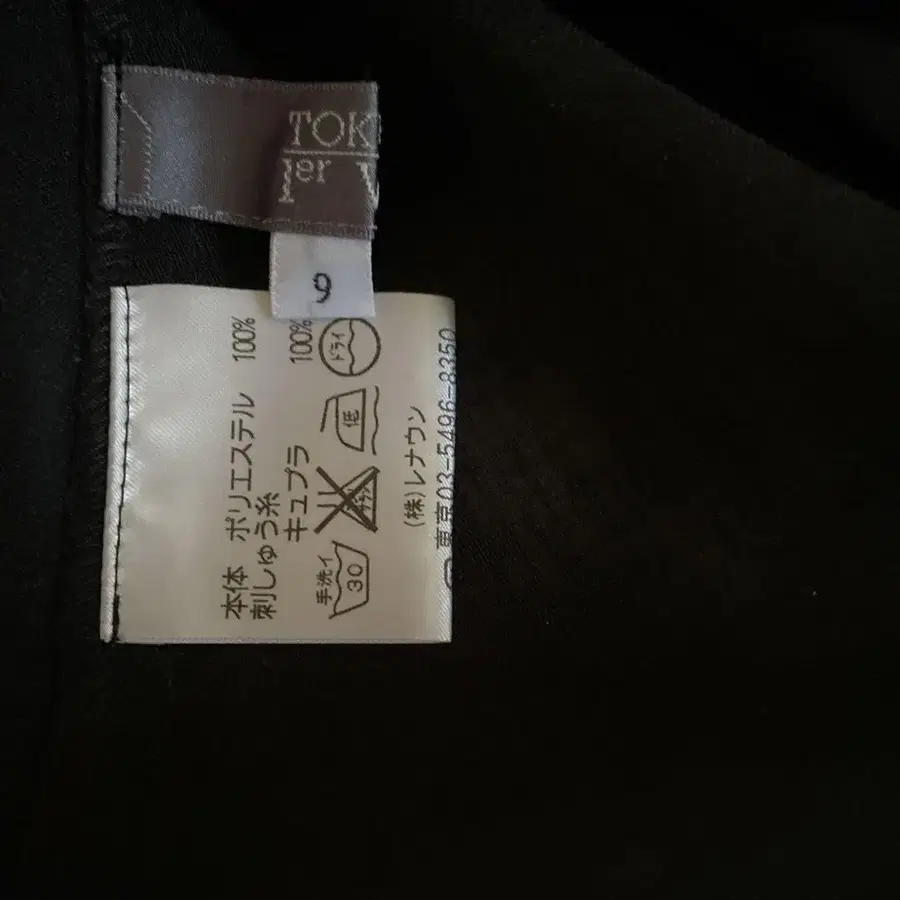 TOK
1er V
9
本体 ポリエステル 100%
刺しゅう糸
キュプラ 100%
手洗イ
30
低
ドライ
(株)レナウン
東京03-5496-8350